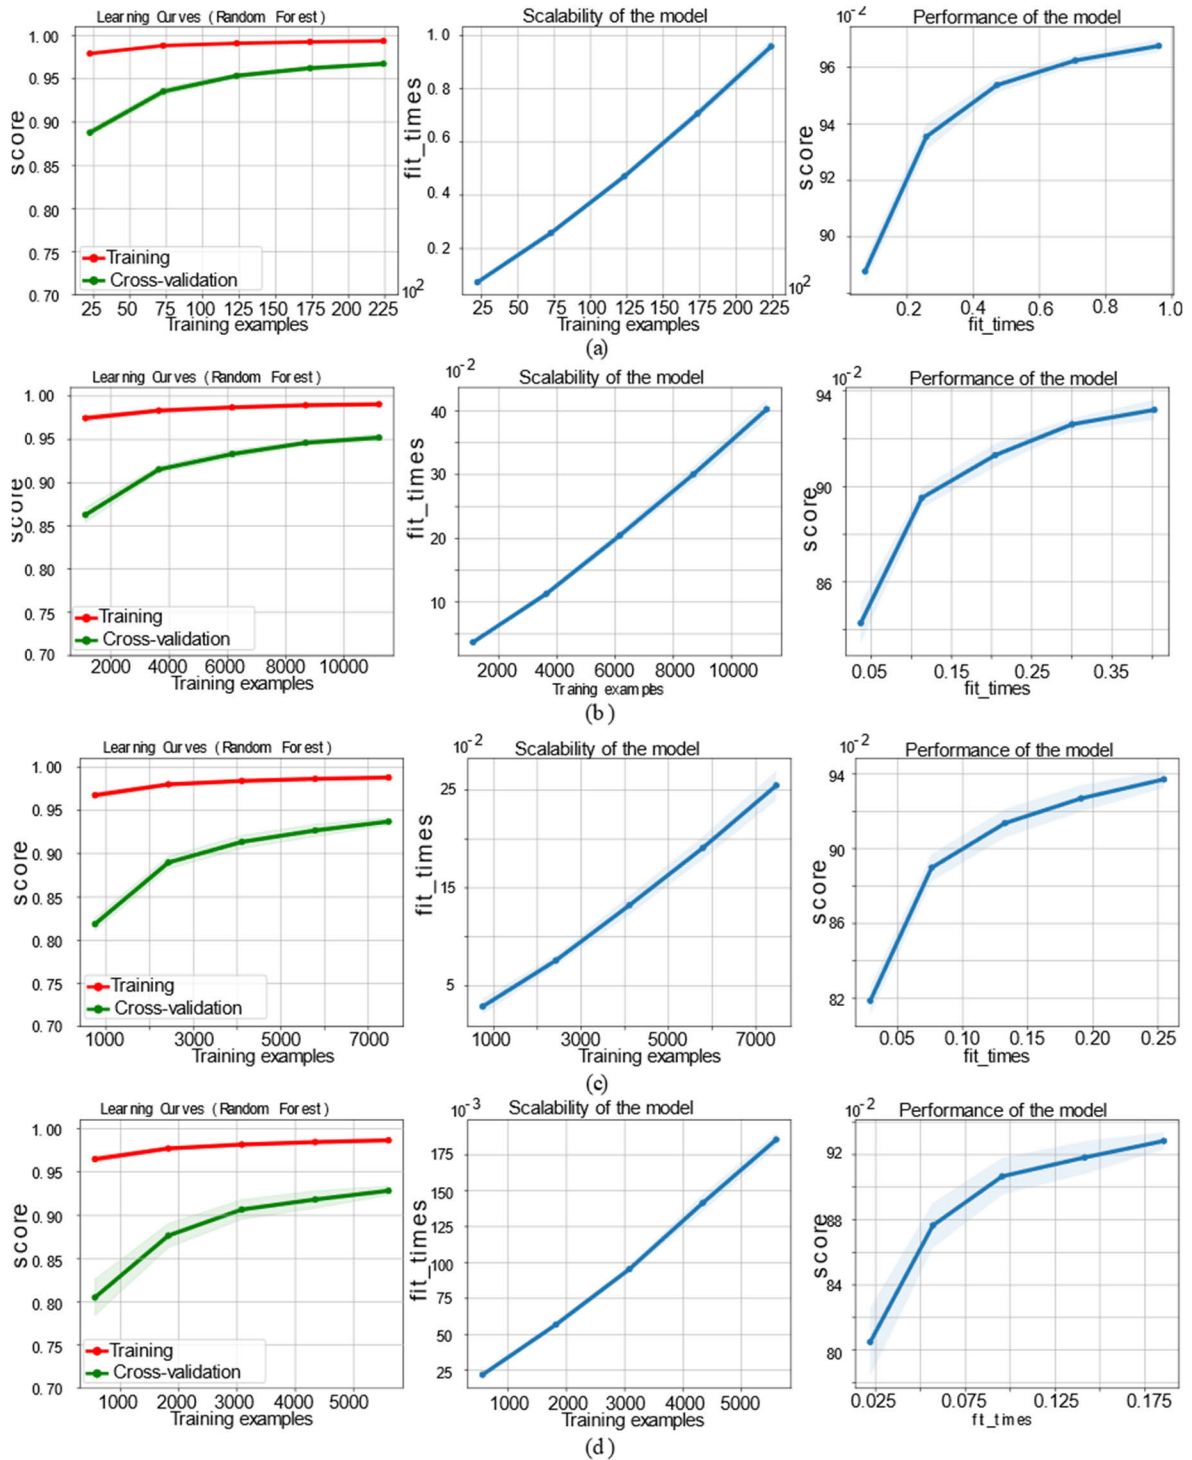 Learning Curves (Random Forest)
Scalability of the model
10-2 Performance of the model
1.00
0.95
0.90
0.85
0.80
0.75
0.70
score
Training
Cross-validation
25 50 75 100 125 150 175 200 225
10²
Training examples
1.0
0.8
0.6
0.4
0.2
fit_times
25 50 75 100 125 150 175 200 225
10²
Training examples
96
94
92
90
score
0.2 0.4 0.6 0.8 1.0
fit_times
(a)
Learning Curves (Random Forest)
10-2 Scalability of the model
10-2 Performance of the model
1.00
0.95
0.90
0.85
0.80
0.75
0.70
score
Training
Cross-validation
2000 4000 6000 8000 10000
Training examples
40
30
20
10
fit_times
2000 4000 6000 8000 10000
Training examples
94
90
86
score
0.05 0.15 0.25 0.35
fit_times
(b)
Learning Curves (Random Forest)
10-2 Scalability of the model
10-2 Performance of the model
1.00
0.95
0.90
0.85
0.80
0.75
0.70
score
Training
Cross-validation
1000 3000 5000 7000
Training examples
25
15
5
fit_times
1000 3000 5000 7000
Training examples
94
90
86
82
score
0.05 0.10 0.15 0.20 0.25
fit_times
(c)
Learning Curves (Random Forest)
10-3 Scalability of the model
10-2 Performance of the model
1.00
0.95
0.90
0.85
0.80
0.75
0.70
score
Training
Cross-validation
1000 2000 3000 4000 5000
Training examples
175
150
125
100
75
50
25
fit_times
1000 2000 3000 4000 5000
Training examples
92
88
84
80
score
0.025 0.075 0.125 0.175
fit_times
(d)